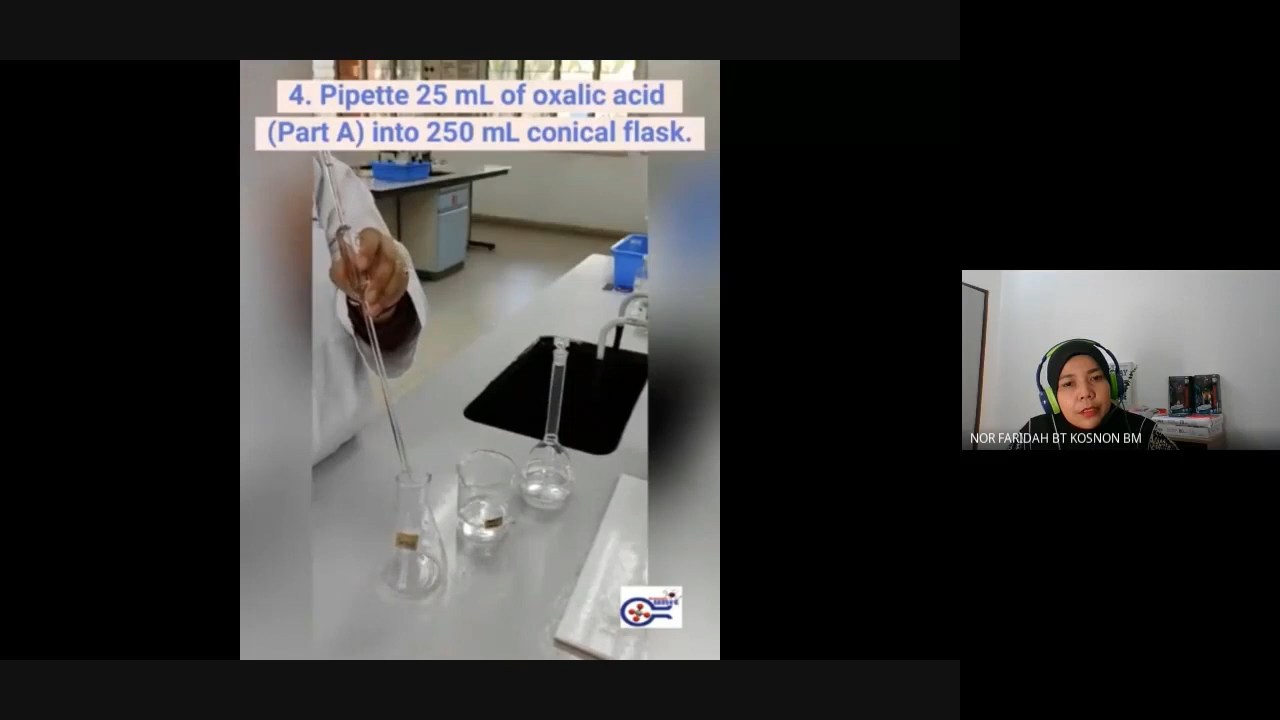 4. Pipette 25 mL of oxalic acid
(Part A) into 250 mL conical flask.
NOR FARIDAH BT KOSNON BM